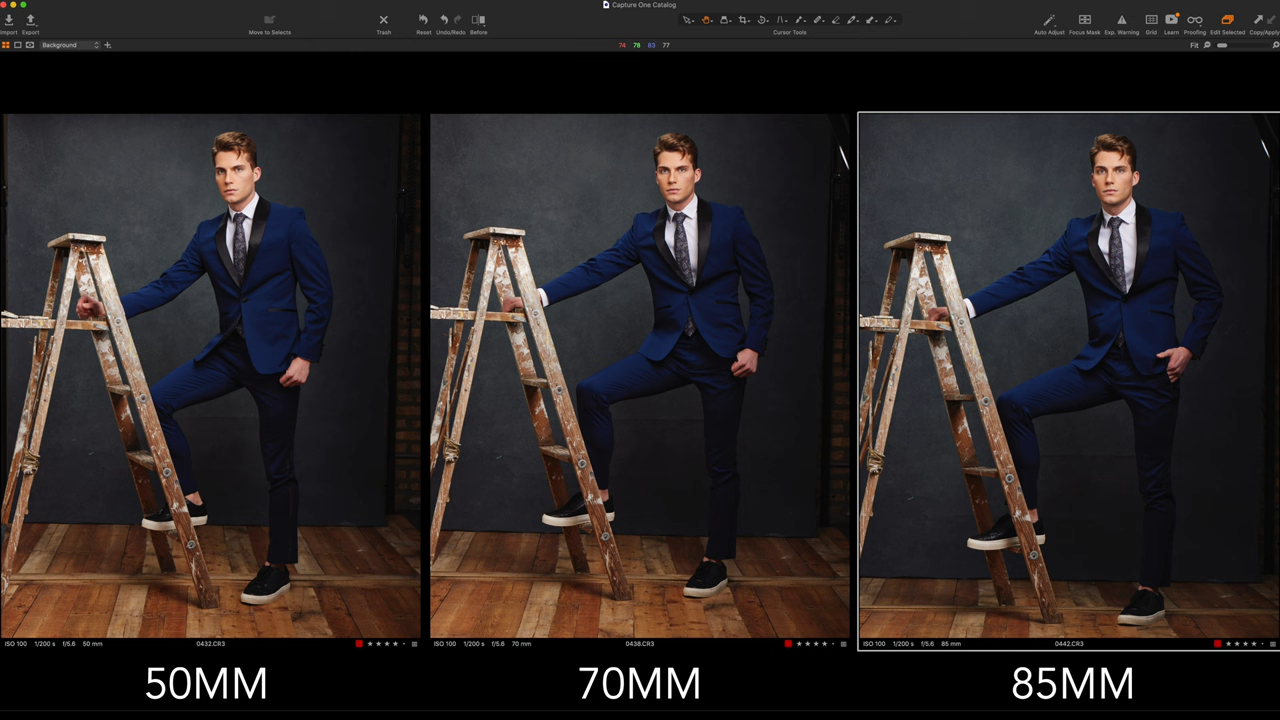 Capture One Catalog
Import Export Move to Selects Trash Reset Undo/Redo Before Cursor Tools Auto Adjust Focus Mask Exp. Warning Grid Learn Proofing Edit Selected Copy/Apply
Background 74 78 83 77 Fit
ISO 100 1/200 s f/5.6 50 mm 0432.CR3
ISO 100 1/200 s f/5.6 70 mm 0438.CR3
ISO 100 1/200 s f/5.6 85 mm 0442.CR3
50MM 70MM 85MM